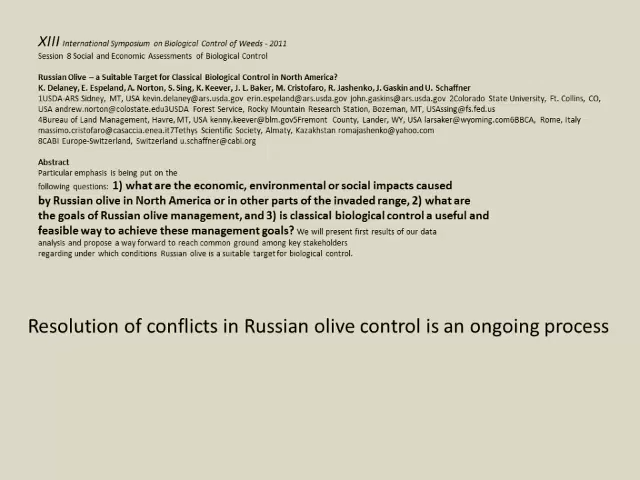 XIII International Symposium on Biological Control of Weeds - 2011
Session 8 Social and Economic Assessments of Biological Control
Russian Olive – a Suitable Target for Classical Biological Control in North America?
K. Delaney, E. Espeland, A. Norton, S. Sing, K. Keever, J. L. Baker, M. Cristofaro, R. Jashenko, J. Gaskin and U. Schaffner
1USDA-ARS Sidney, MT, USA kevin.delaney@ars.usda.gov erin.espeland@ars.usda.gov john.gaskins@ars.usda.gov 2Colorado State University, Ft. Collins, CO,
USA andrew.norton@colostate.edu3USDA Forest Service, Rocky Mountain Research Station, Bozeman, MT, USAssing@fs.fed.us
4Bureau of Land Management, Havre, MT, USA kenny.keever@blm.gov5Fremont County, Lander, WY, USA larsaker@wyoming.com6BBCA, Rome, Italy
massimo.cristofaro@casaccia.enea.it7Tethys Scientific Society, Almaty, Kazakhstan romajashenko@yahoo.com
8CABI Europe-Switzerland, Switzerland u.schaffner@cabi.org
Abstract
Particular emphasis is being put on the
following questions: 1) what are the economic, environmental or social impacts caused
by Russian olive in North America or in other parts of the invaded range, 2) what are
the goals of Russian olive management, and 3) is classical biological control a useful and
feasible way to achieve these management goals? We will present first results of our data
analysis and propose a way forward to reach common ground among key stakeholders
regarding under which conditions Russian olive is a suitable target for biological control.
Resolution of conflicts in Russian olive control is an ongoing process